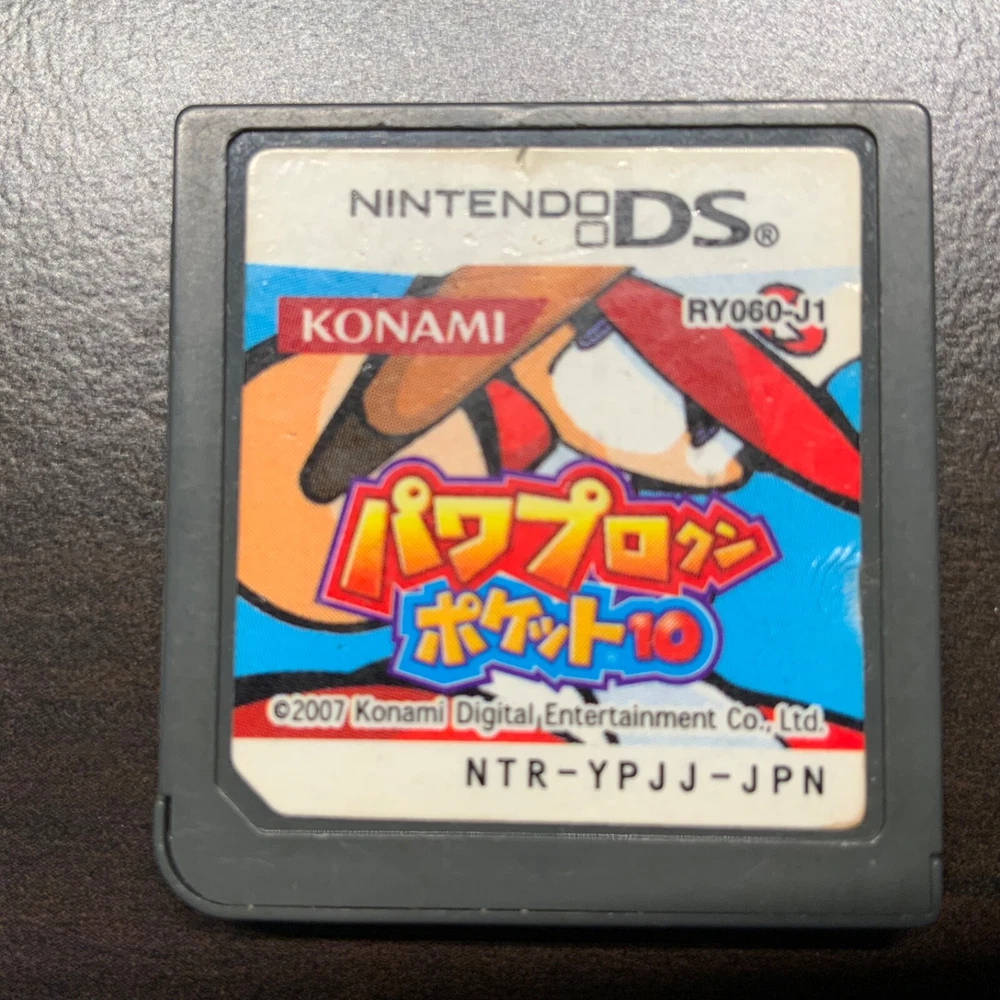 NINTENDO DS®
KONAMI
RY060-J1
パワプロクン
ポケット10
©2007 Konami Digital Entertainment Co., Ltd.
NTR-YPJJ-JPN